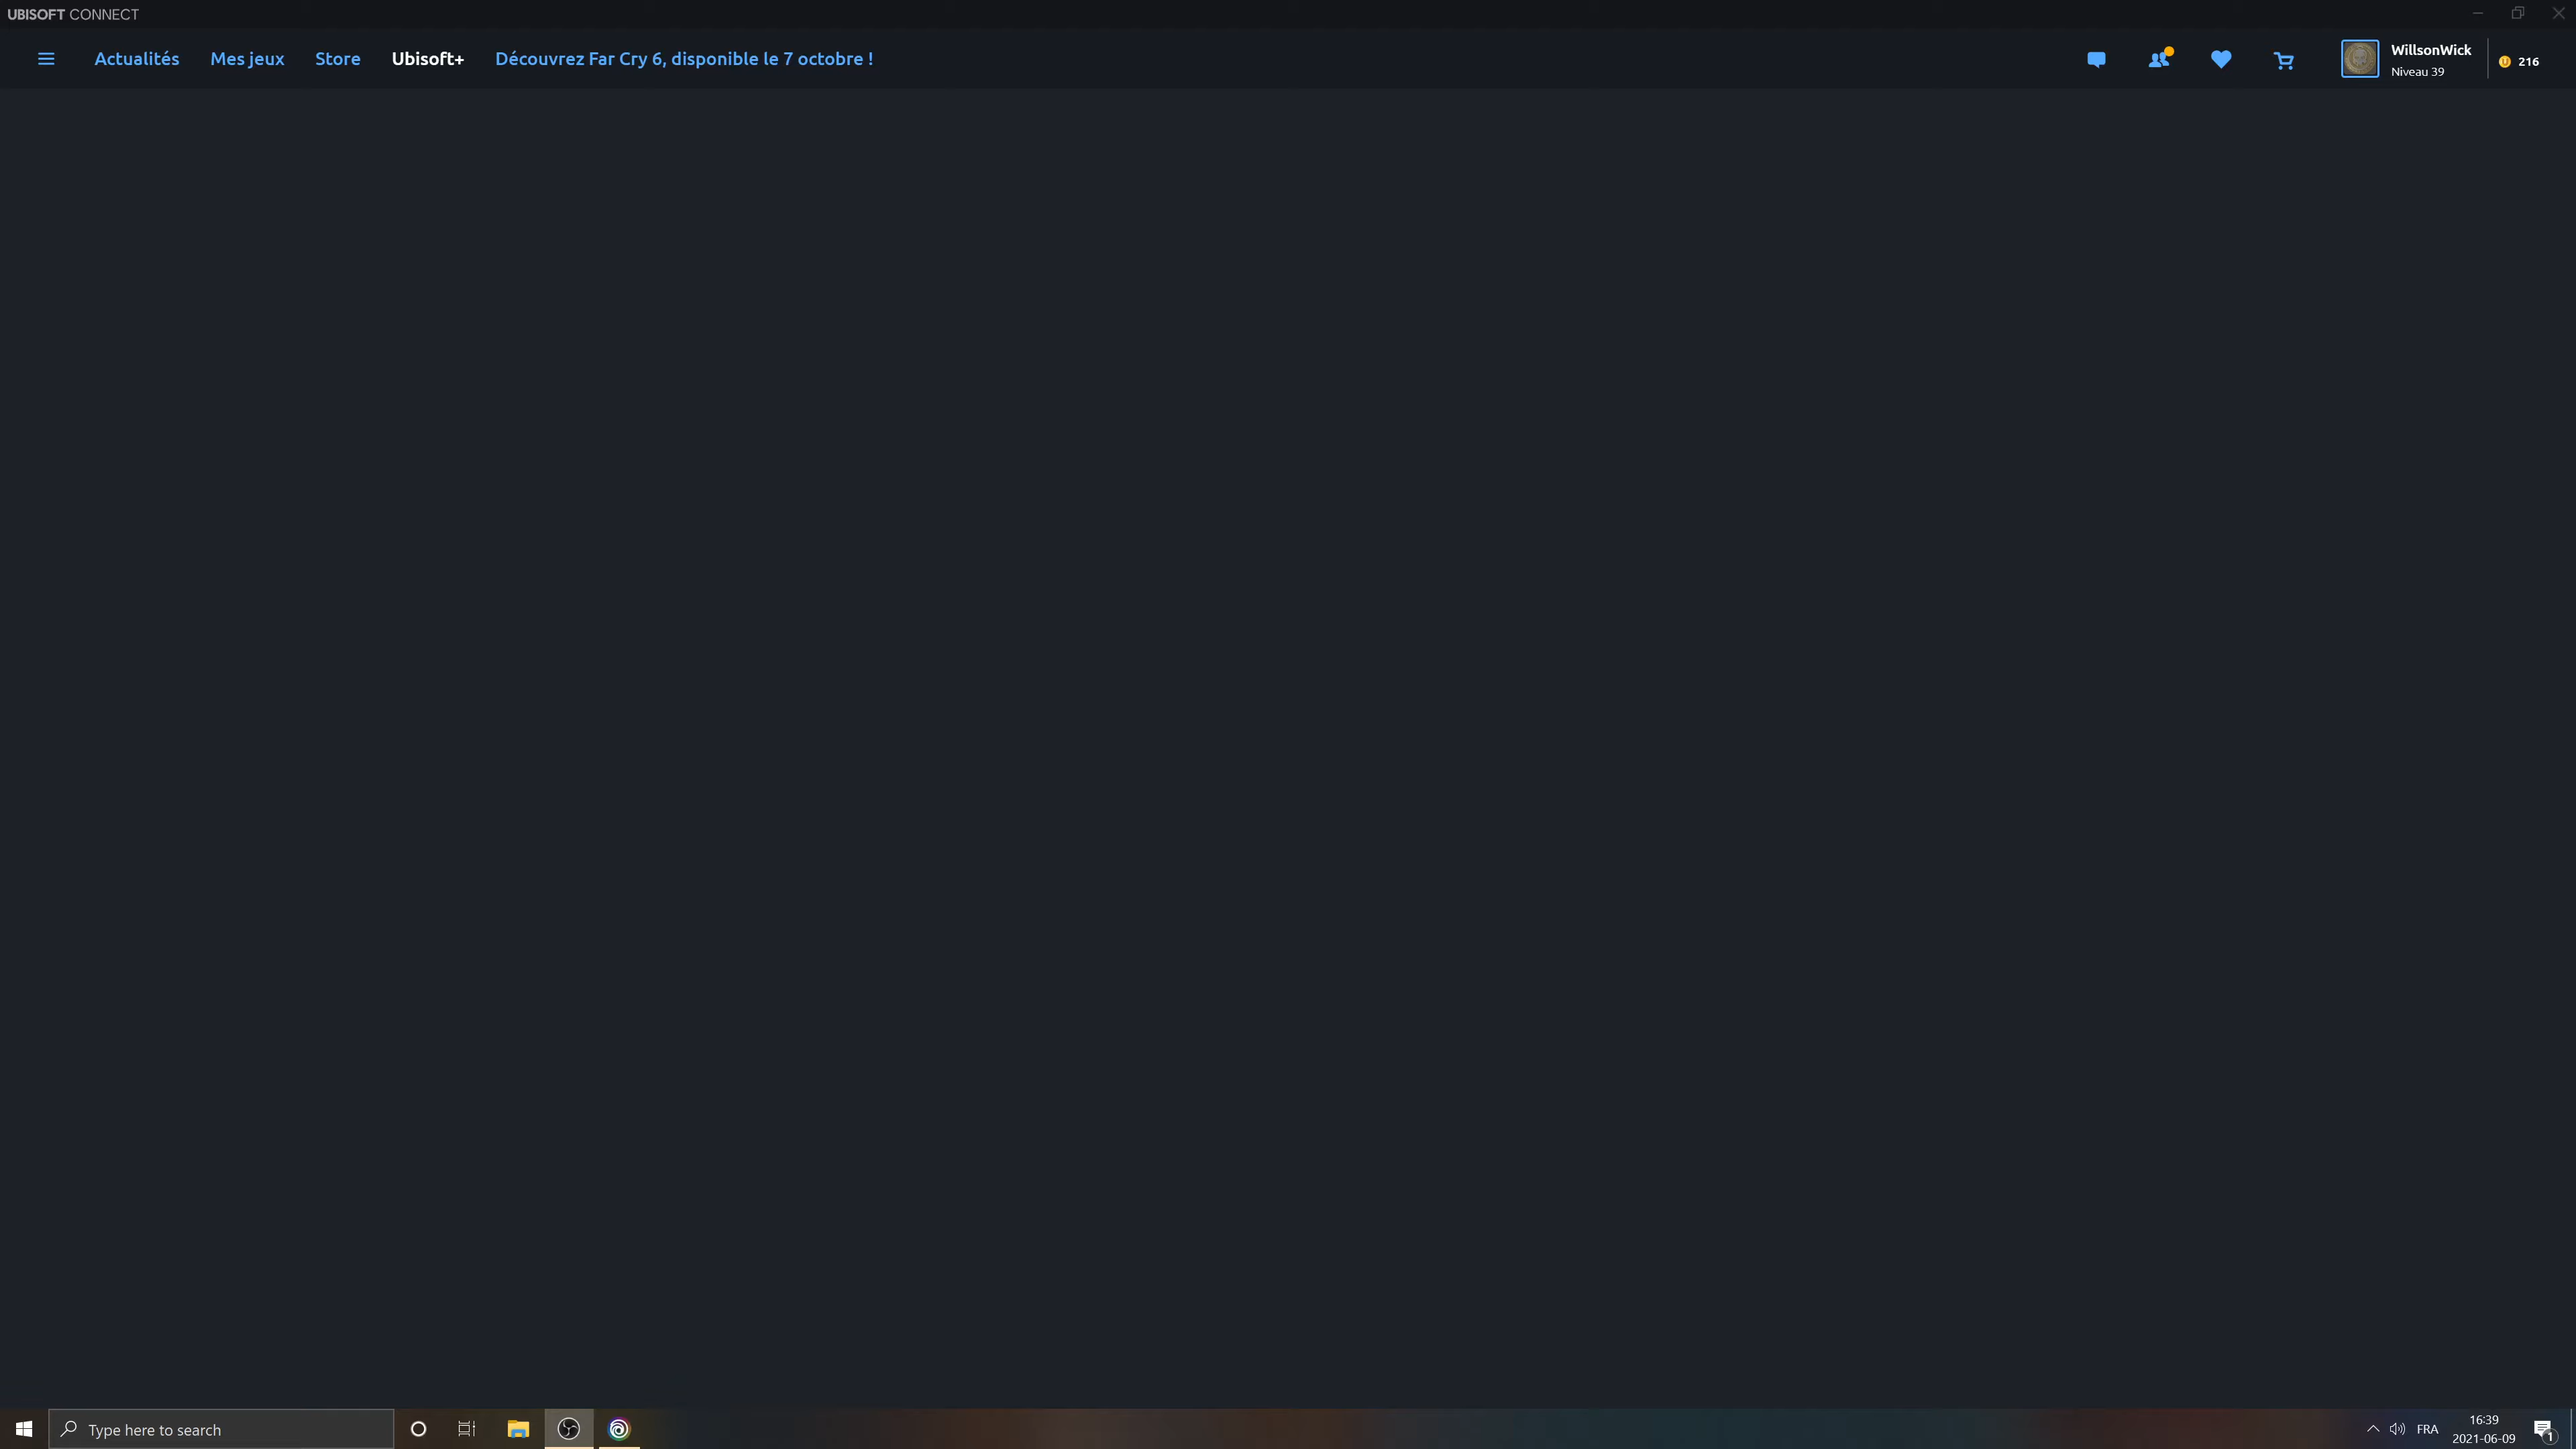 UBISOFT CONNECT
Actualités Mes jeux Store Ubisoft+ Découvrez Far Cry 6, disponible le 7 octobre !
WillsonWick
Niveau 39
216
Type here to search
FRA
16:39
2021-06-09
1